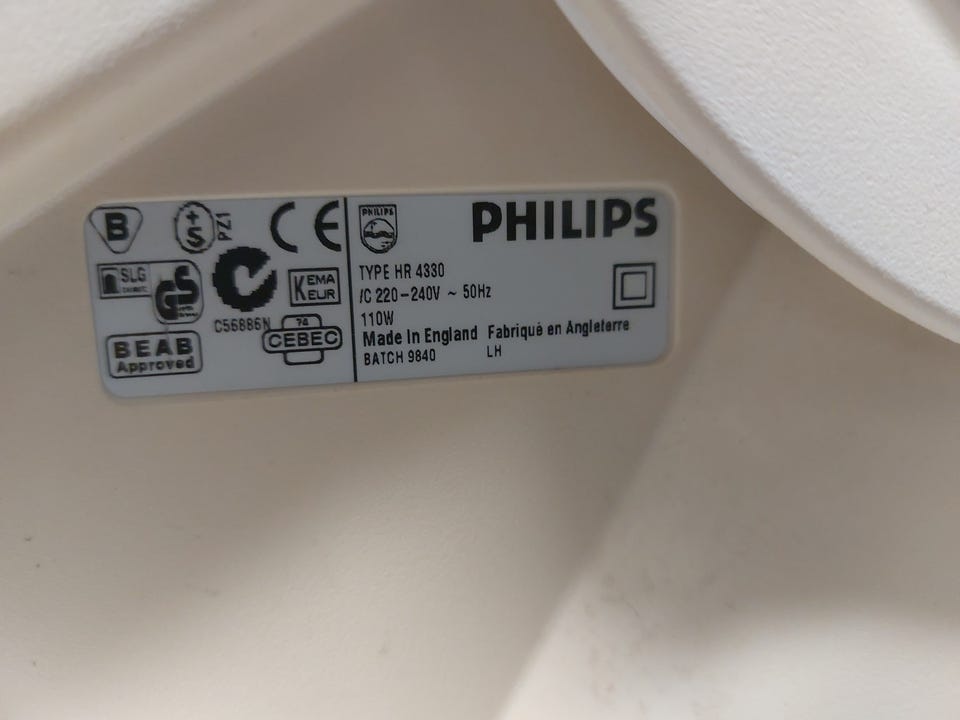 B
+
S
PZ1
CE
SLG
GS
C56886N
KEMA
EUR
74
CEBEC
BEAB
Approved
PHILIPS
PHILIPS
TYPE HR 4330
/C 220-240V ~ 50Hz
110W
Made In England Fabriqué en Angleterre
BATCH 9840 LH